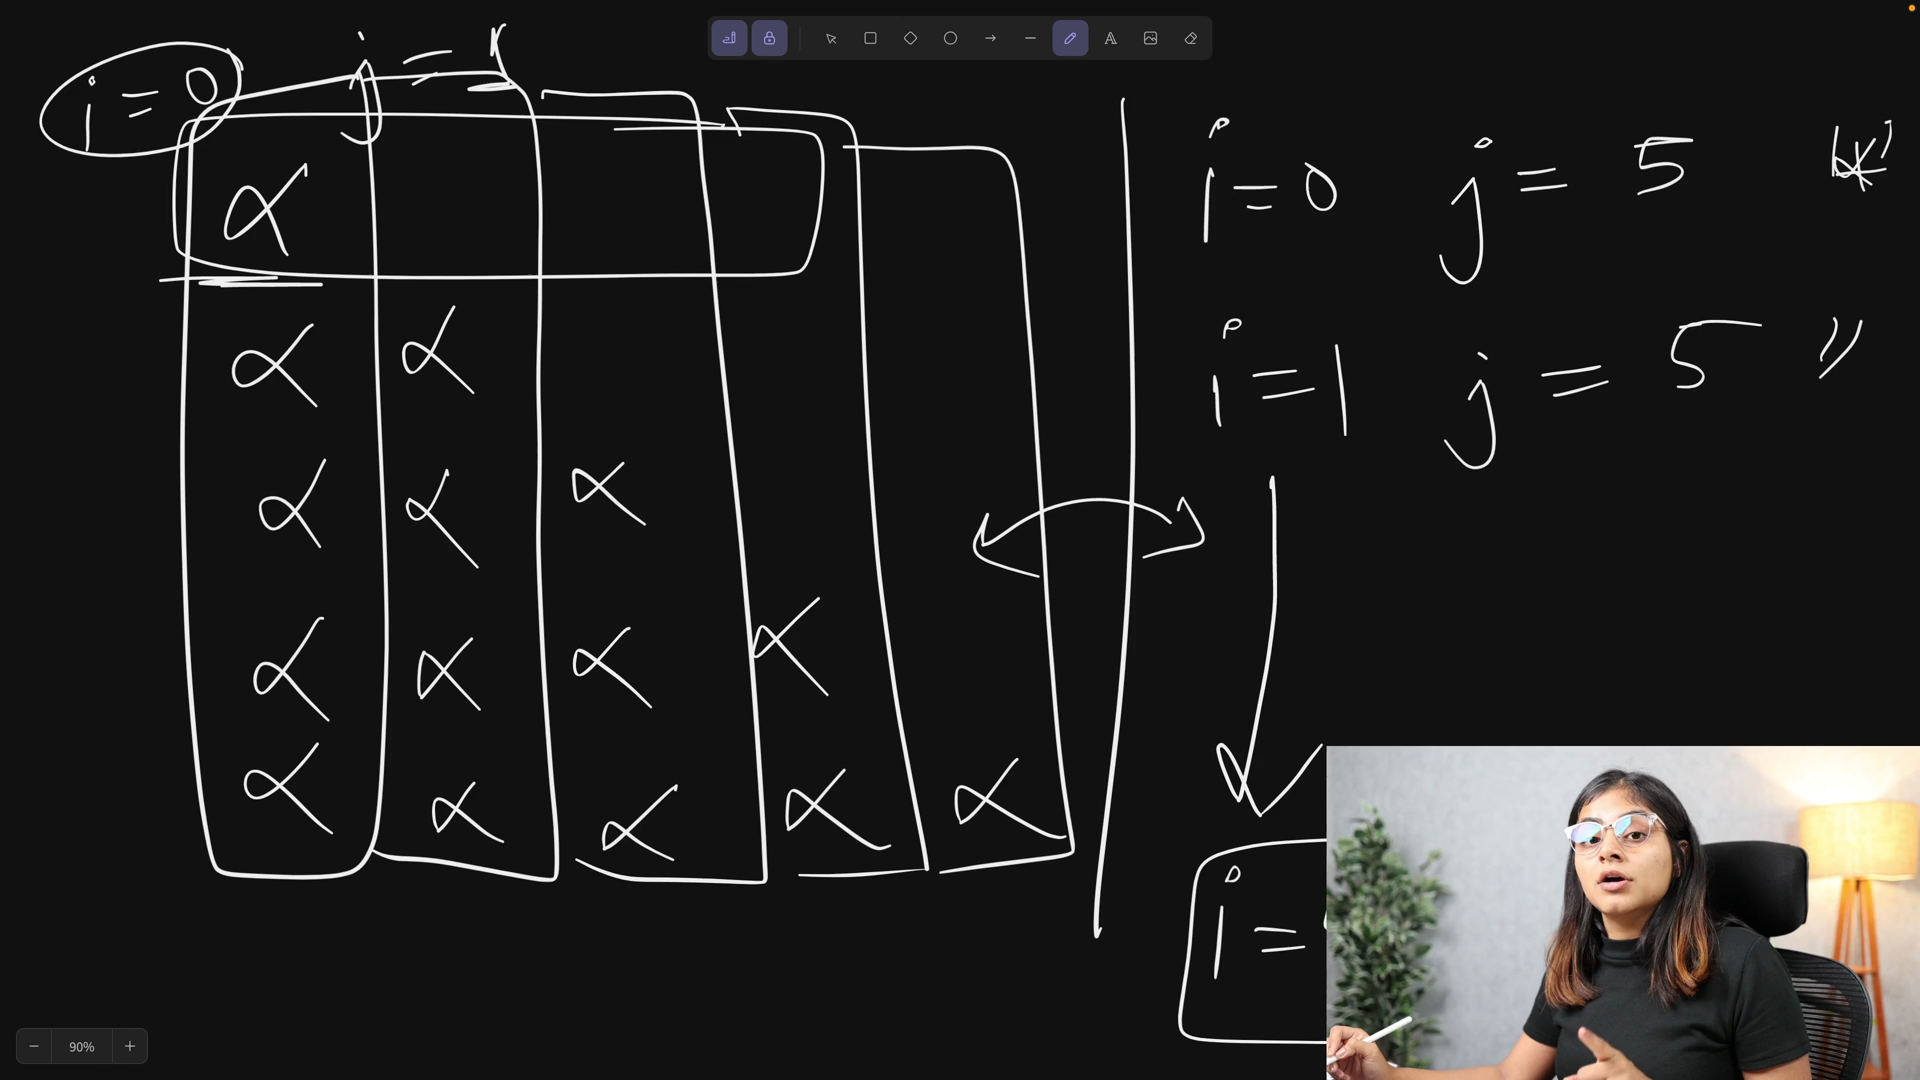 i = 0 j = 1
α
α α
α α α
α α α α
α α α α α
i = 0 j = 5
i = 1 j = 5 ”
i =
90%